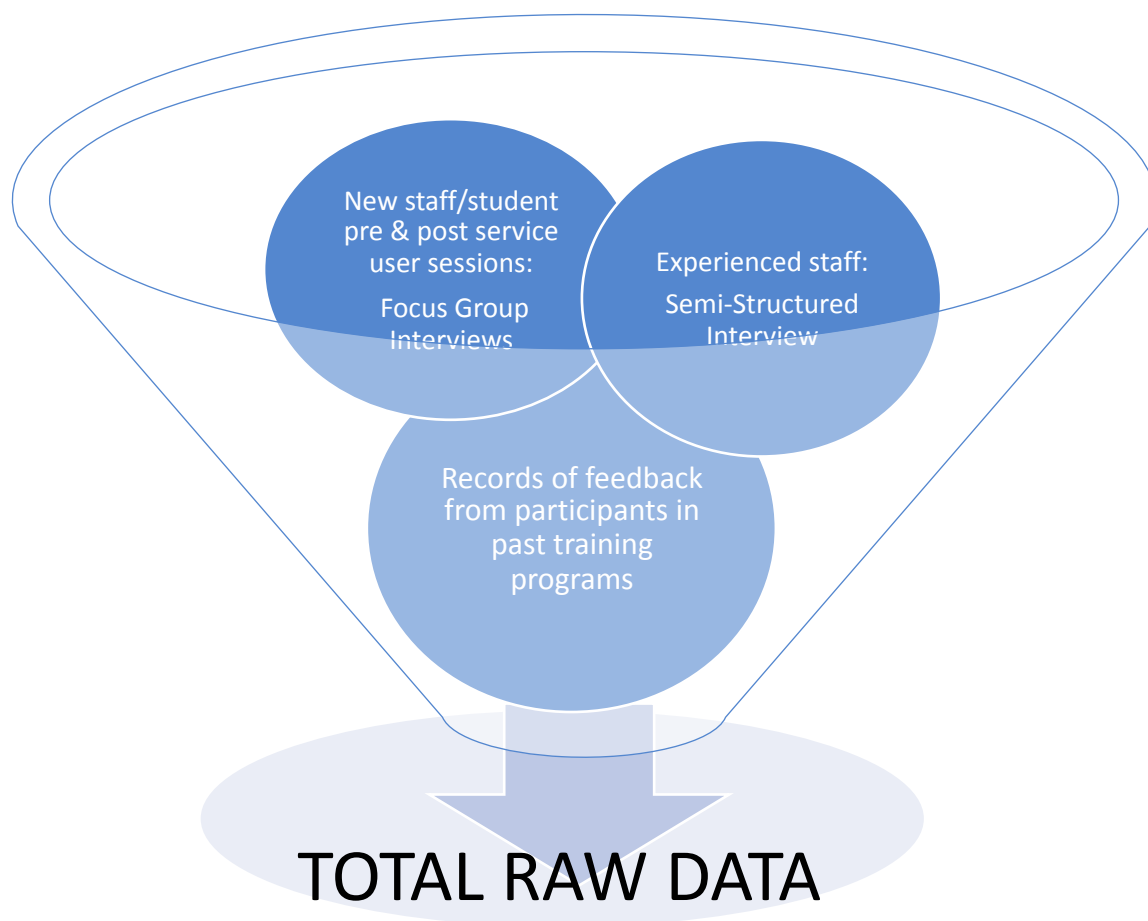 New staff/student
pre & post service
user sessions:
Focus Group
Interviews
Experienced staff:
Semi-Structured
Interview
Records of feedback
from participants in
past training
programs
TOTAL RAW DATA